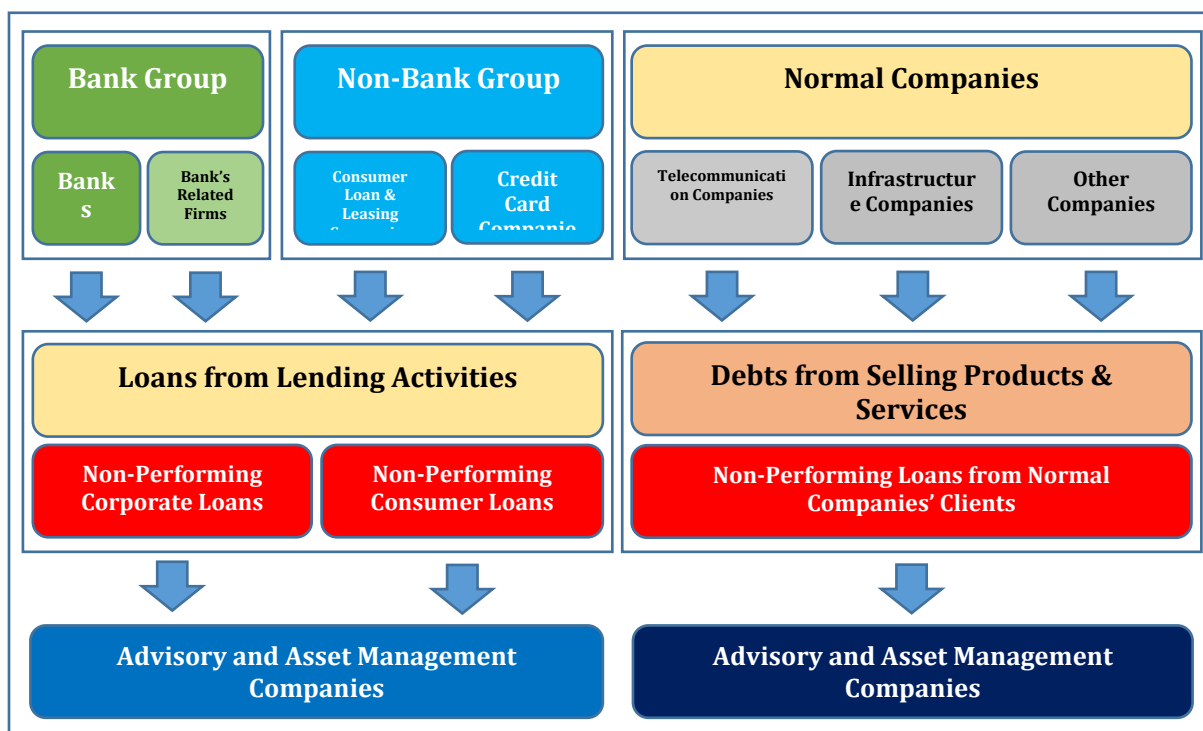 Bank Group
Non-Bank Group
Normal Companies
Bank
s
Bank's
Related
Firms
Consumer
Loan &
Leasing
Credit
Card
Companie
Telecommunicati
on Companies
Infrastructur
e Companies
Other
Companies
Loans from Lending Activities
Debts from Selling Products &
Services
Non-Performing
Corporate Loans
Non-Performing
Consumer Loans
Non-Performing Loans from Normal
Companies' Clients
Advisory and Asset Management
Companies
Advisory and Asset Management
Companies